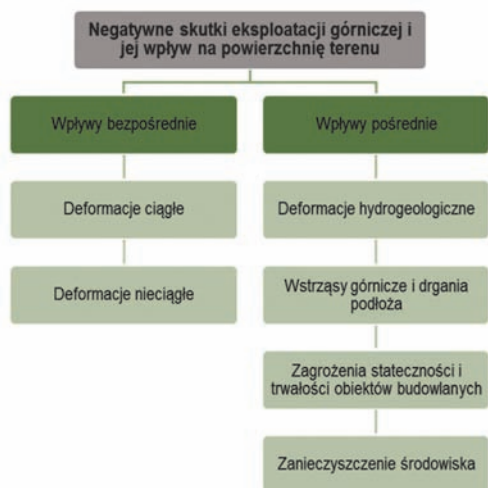 Negatywne skutki eksploatacji górniczej i
jej wpływ na powierzchnię terenu
Wpływy bezpośrednie
Deformacje ciągłe
Deformacje nieciągłe
Wpływy pośrednie
Deformacje hydrogeologiczne
Wstrząsy górnicze i drgania
podłoża
Zagrożenia stateczności i
trwałości obiektów budowlanych
Zanieczyszczenie środowiska